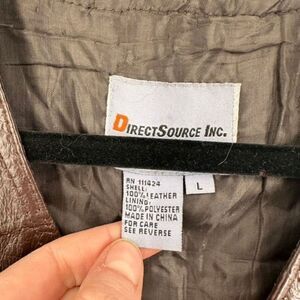 DIRECTSOURCE INC.
RN 111424
SHELL:
100%LEATHER
LINING:
100%POLYESTER
MADE IN CHINA
FOR CARE
SEE REVERSE
L